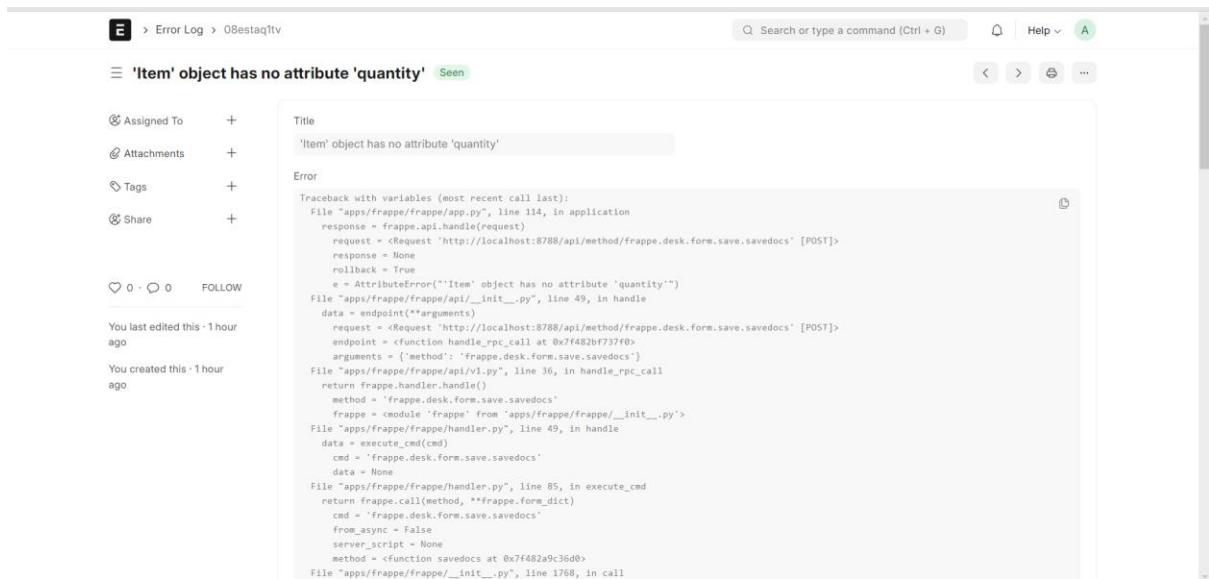 E > Error Log > 08estaq1tv
Search or type a command (Ctrl + G)
Help
A
'Item' object has no attribute 'quantity' Seen
Assigned To +
Attachments +
Tags +
Share +
0 · 0 FOLLOW
You last edited this · 1 hour
ago
You created this · 1 hour
ago
Title
'Item' object has no attribute 'quantity'
Error
Traceback with variables (most recent call last):
File "apps/frappe/frappe/app.py", line 114, in application
response = frappe.api.handle(request)
request = <Request 'http://localhost:8788/api/method/frappe.desk.form.save.savedocs' [POST]>
response = None
rollback = True
e = AttributeError("'Item' object has no attribute 'quantity'")
File "apps/frappe/frappe/api/__init__.py", line 49, in handle
data = endpoint(**arguments)
request = <Request 'http://localhost:8788/api/method/frappe.desk.form.save.savedocs' [POST]>
endpoint = <function handle_rpc_call at 0x7f482bf737f0>
arguments = {'method': 'frappe.desk.form.save.savedocs'}
File "apps/frappe/frappe/api/v1.py", line 36, in handle_rpc_call
return frappe.handler.handle()
method = 'frappe.desk.form.save.savedocs'
frappe = <module 'frappe' from 'apps/frappe/frappe/__init__.py'>
File "apps/frappe/frappe/handler.py", line 49, in handle
data = execute_cmd(cmd)
cmd = 'frappe.desk.form.save.savedocs'
data = None
File "apps/frappe/frappe/handler.py", line 85, in execute_cmd
return frappe.call(method, **frappe.form_dict)
cmd = 'frappe.desk.form.save.savedocs'
from_async = False
server_script = None
method = <function savedocs at 0x7f482a9c36d0>
File "apps/frappe/frappe/__init__.py", line 1768, in call